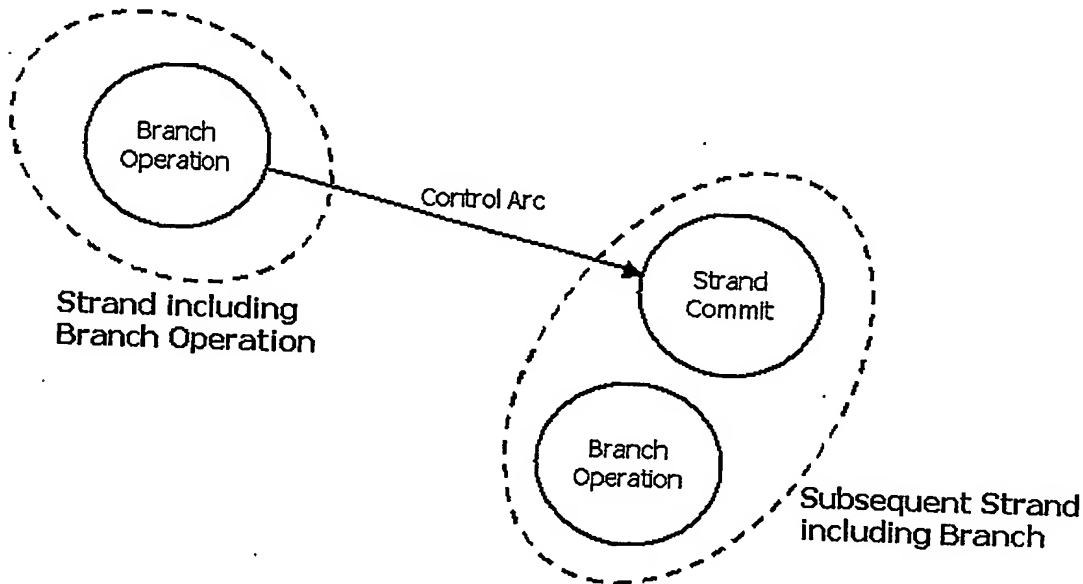 Branch
Operation
Control Arc
Strand including
Branch Operation
Strand
Commit
Branch
Operation
Subsequent Strand
including Branch